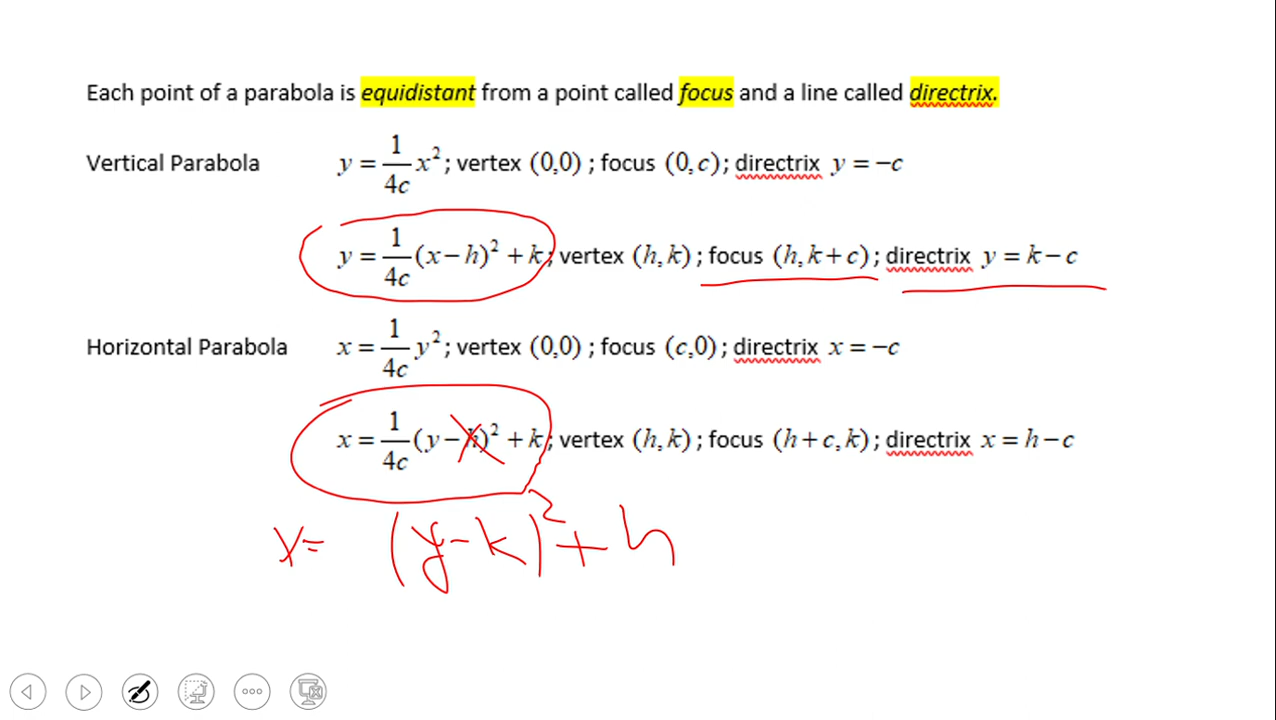 Each point of a parabola is equidistant from a point called focus and a line called directrix.
Vertical Parabola y = 1/4c x²; vertex (0,0) ; focus (0, c); directrix y = −c
y = 1/4c (x − h)² + k; vertex (h, k) ; focus (h, k + c) ; directrix y = k − c
Horizontal Parabola x = 1/4c y²; vertex (0,0) ; focus (c,0) ; directrix x = −c
x = 1/4c (y − h)² + k; vertex (h, k) ; focus (h + c, k) ; directrix x = h − c
x = (y − k)² + h